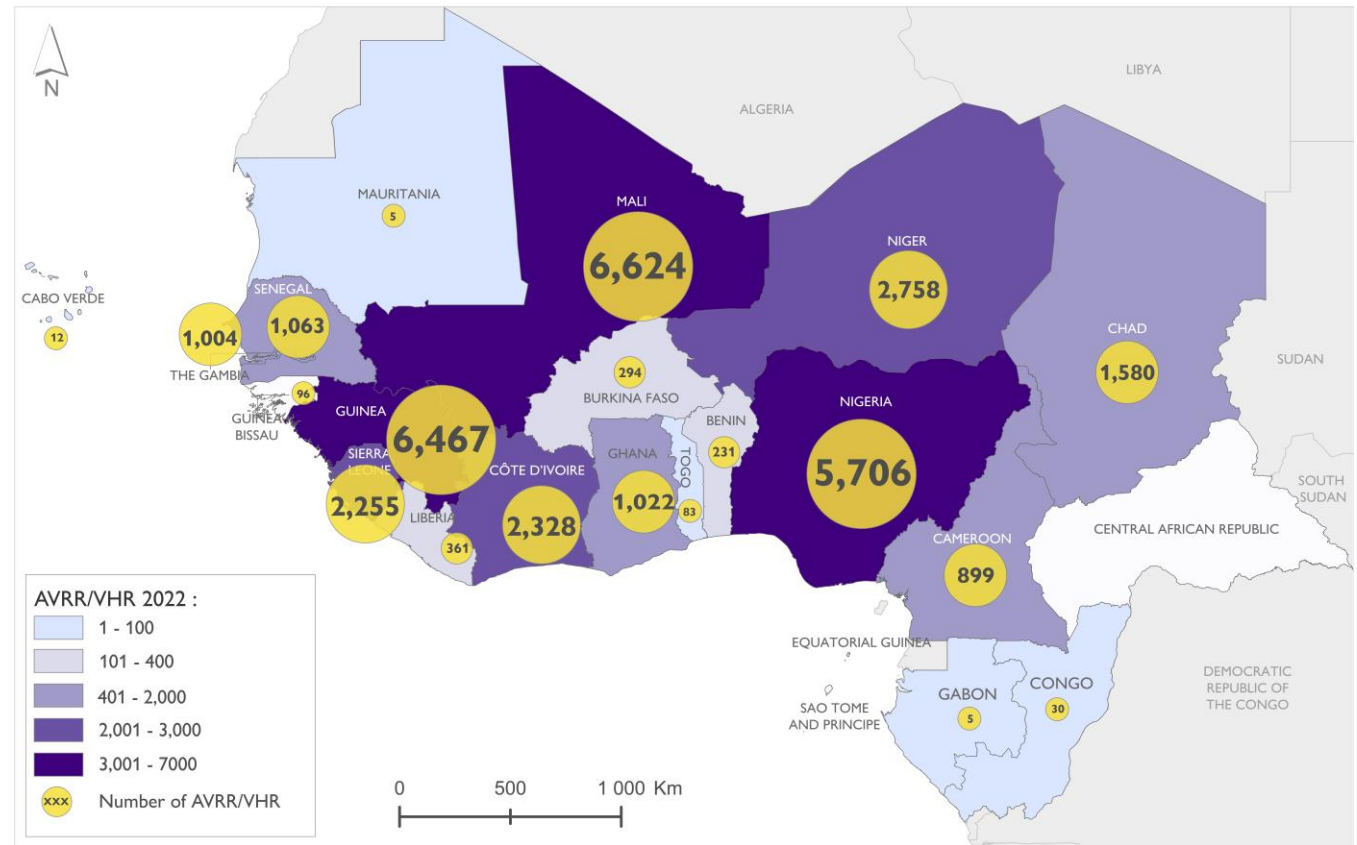 N
LIBYA
ALGERIA
MAURITANIA
5
MALI
6,624
NIGER
2,758
CABO VERDE
12
SENEGAL
1,063
1,004
THE GAMBIA
CHAD
1,580
SUDAN
96
GUINEA
BISSAU
GUINEA
6,467
294
BURKINA FASO
BENIN
231
NIGERIA
5,706
SIERRA
LEONE
2,255
LIBERIA
361
CÔTE D'IVOIRE
2,328
GHANA
1,022
TOGO
83
SOUTH
SUDAN
CENTRAL AFRICAN REPUBLIC
CAMEROON
899
EQUATORIAL GUINEA
SAO TOME
AND PRINCIPE
GABON
5
CONGO
30
DEMOCRATIC
REPUBLIC OF
THE CONGO
AVRR/VHR 2022 :
1 - 100
101 - 400
401 - 2,000
2,001 - 3,000
3,001 - 7000
xxx Number of AVRR/VHR
0 500 1 000 Km